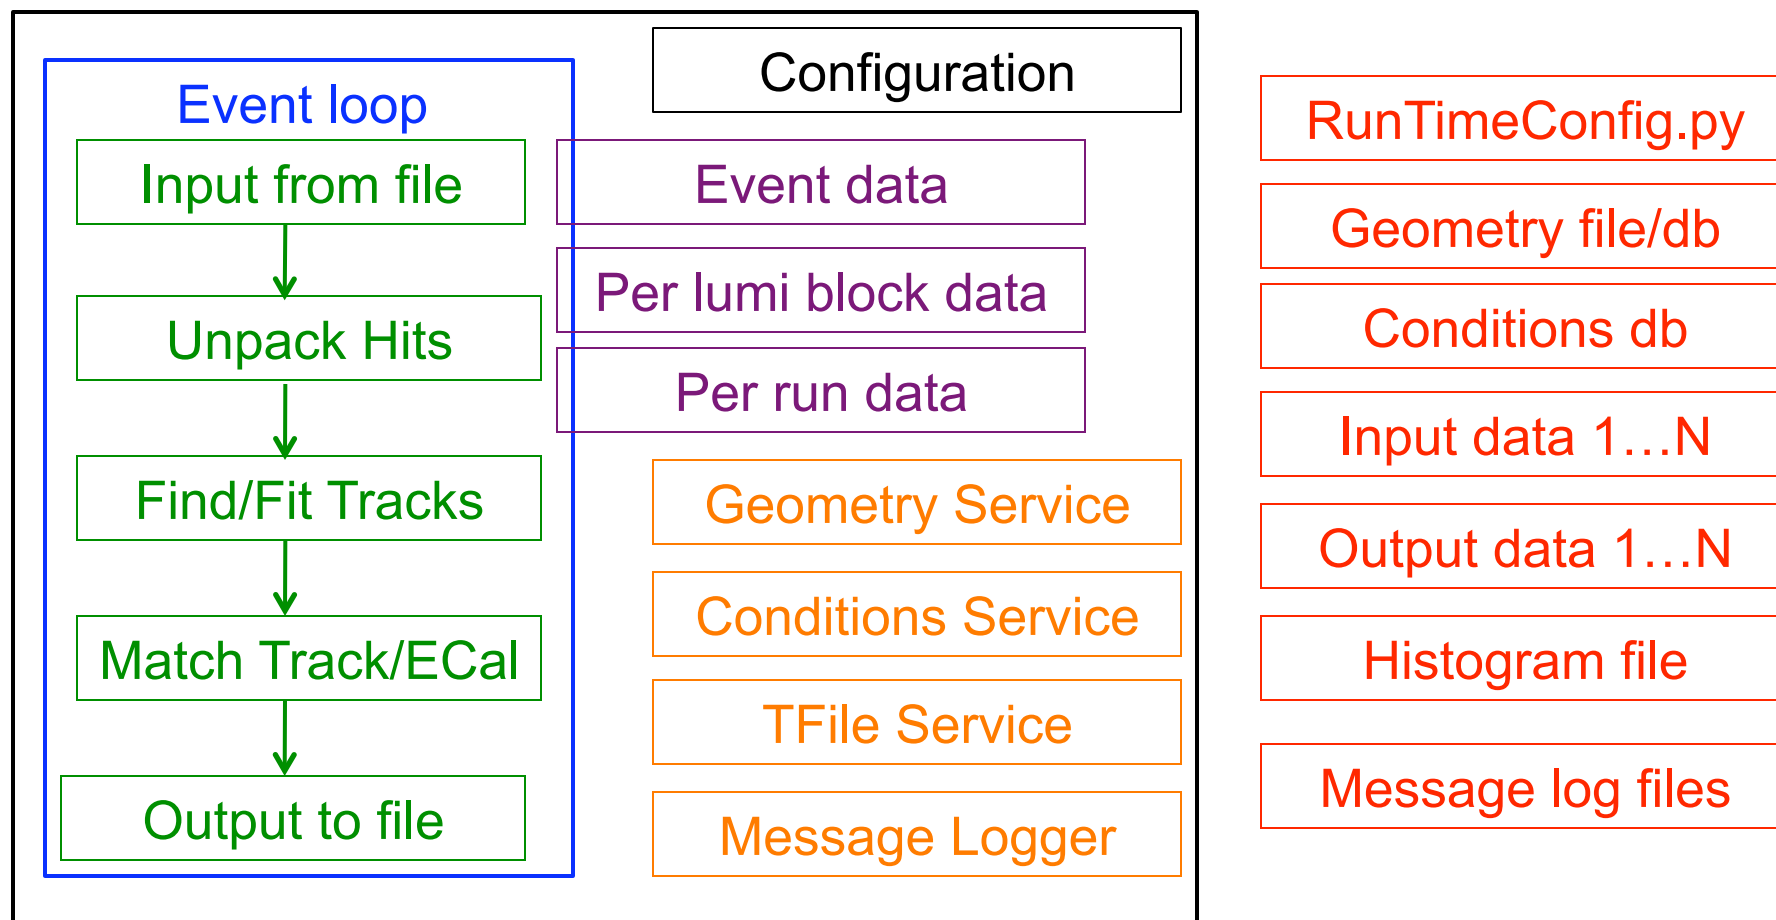 Configuration
Event loop
Input from file
Unpack Hits
Find/Fit Tracks
Match Track/ECal
Output to file
Event data
Per lumi block data
Per run data
Geometry Service
Conditions Service
TFile Service
Message Logger
RunTimeConfig.py
Geometry file/db
Conditions db
Input data 1…N
Output data 1…N
Histogram file
Message log files